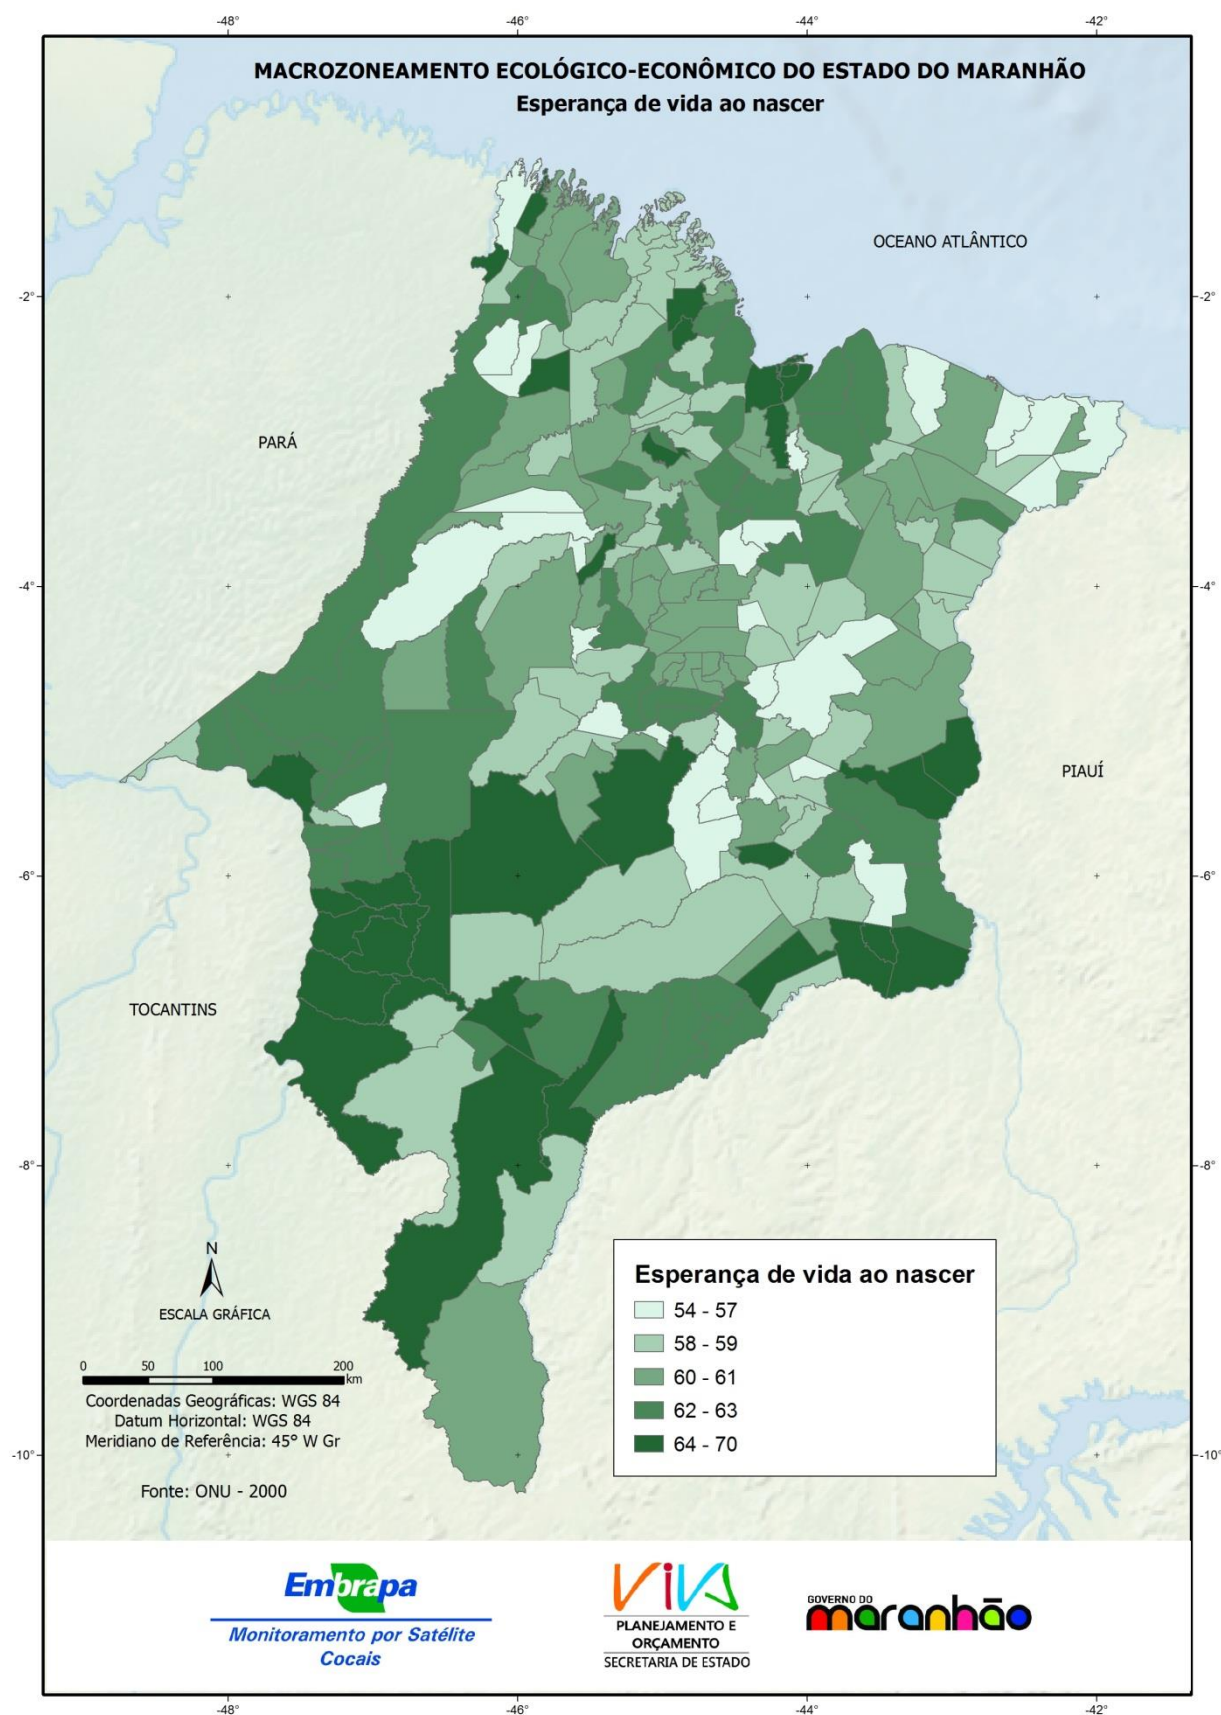 -48°
-46°
-44°
-42°
MACROZONEAMENTO ECOLÓGICO-ECONÔMICO DO ESTADO DO MARANHÃO
Esperança de vida ao nascer
OCEANO ATLÂNTICO
-2°
-2°
PARÁ
-4°
-4°
PIAUÍ
-6°
-6°
TOCANTINS
-8°
-8°
N
ESCALA GRÁFICA
0 50 100 200
km
Coordenadas Geográficas: WGS 84
Datum Horizontal: WGS 84
Meridiano de Referência: 45º W Gr
Fonte: ONU - 2000
Esperança de vida ao nascer
54 - 57
58 - 59
60 - 61
62 - 63
64 - 70
-10°
-10°
Embrapa
Monitoramento por Satélite
Cocais
VIVA
PLANEJAMENTO E
ORÇAMENTO
SECRETARIA DE ESTADO
GOVERNO DO
maranhão
-48°
-46°
-44°
-42°